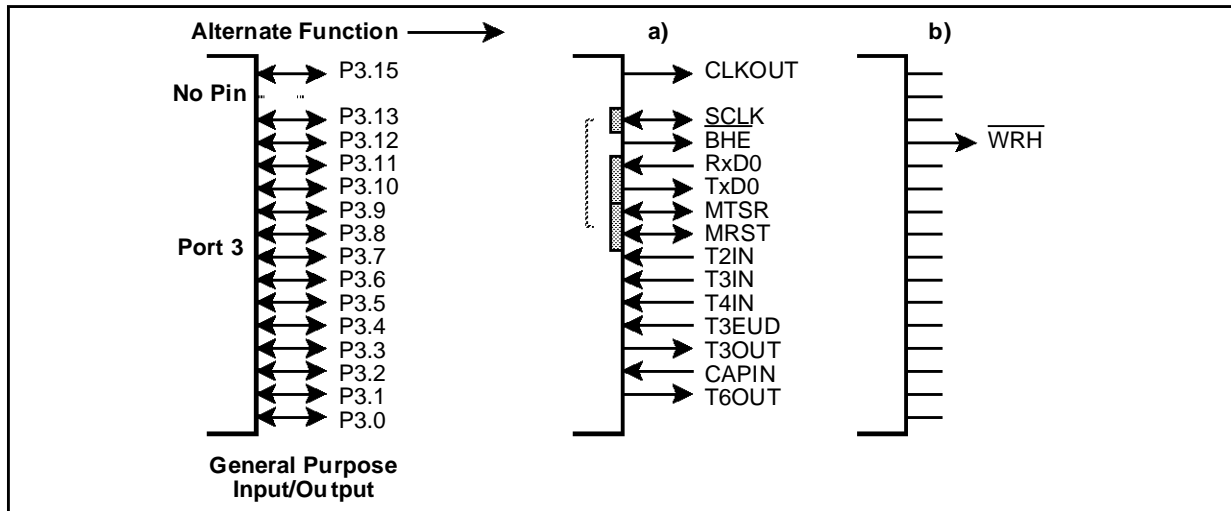 Alternate Function a) b)
P3.15 CLKOUT
No Pin
P3.13 SCLK
P3.12 BHE WRH
P3.11 RxD0
P3.10 TxD0
P3.9 MTSR
P3.8 MRST
Port 3 P3.7 T2IN
P3.6 T3IN
P3.5 T4IN
P3.4 T3EUD
P3.3 T3OUT
P3.2 CAPIN
P3.1 T6OUT
P3.0
General Purpose
Input/Output